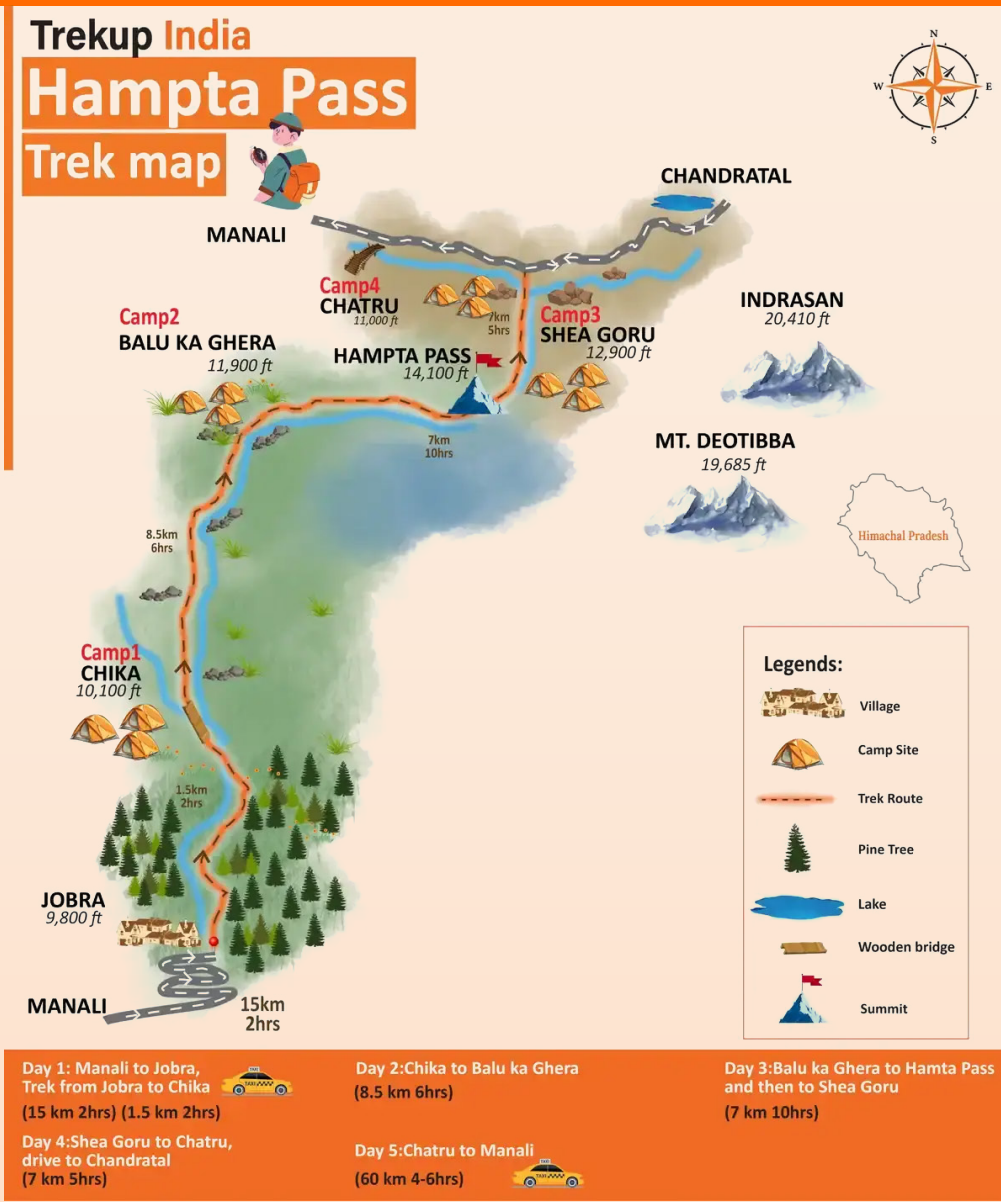 Trekup India
Hampta Pass
Trek map
N
W
E
S
CHANDRATAL
MANALI
Camp4
CHATRU
11,000 ft
7km
5hrs
Camp3
SHEA GORU
12,900 ft
INDRASAN
20,410 ft
Camp2
BALU KA GHERA
11,900 ft
HAMPTA PASS
14,100 ft
7km
10hrs
MT. DEOTIBBA
19,685 ft
8.5km
6hrs
Himachal Pradesh
Camp1
CHIKA
10,100 ft
1.5km
2hrs
JOBRA
9,800 ft
MANALI
15km
2hrs
Legends:
Village
Camp Site
Trek Route
Pine Tree
Lake
Wooden bridge
Summit
Day 1: Manali to Jobra,
Trek from Jobra to Chika
TAXI
TAXI
(15 km 2hrs) (1.5 km 2hrs)
Day 2:Chika to Balu ka Ghera
(8.5 km 6hrs)
Day 3:Balu ka Ghera to Hamta Pass
and then to Shea Goru
(7 km 10hrs)
Day 4:Shea Goru to Chatru,
drive to Chandratal
(7 km 5hrs)
Day 5:Chatru to Manali
(60 km 4-6hrs)
TAXI
TAXI